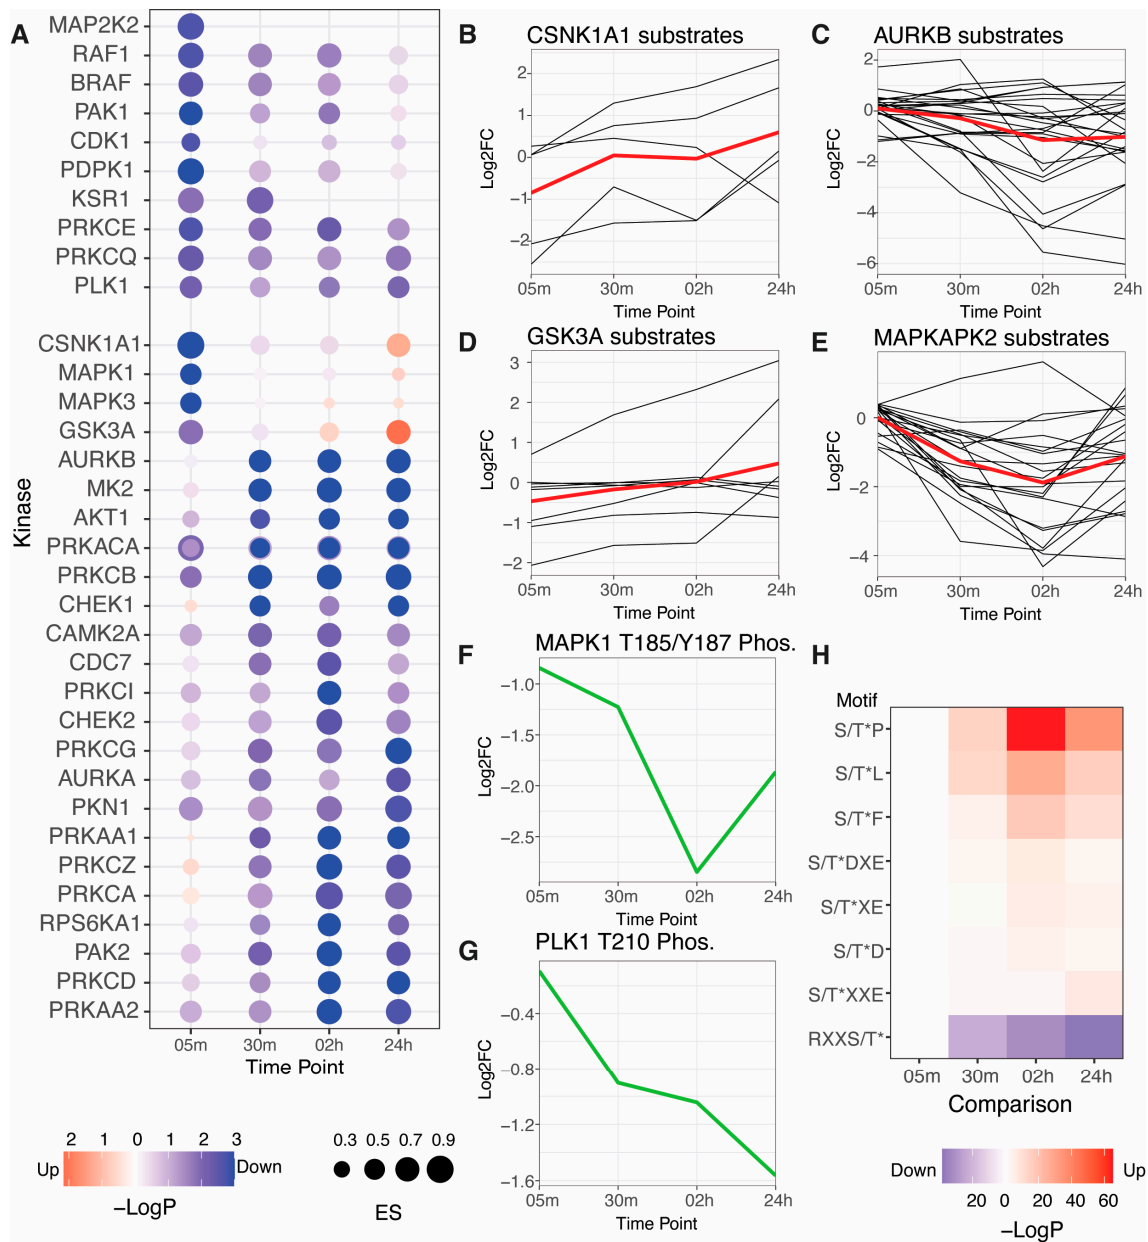 A
Kinase
MAP2K2
RAF1
BRAF
PAK1
CDK1
PDPK1
KSR1
PRKCE
PRKCQ
PLK1
CSNK1A1
MAPK1
MAPK3
GSK3A
AURKB
MK2
AKT1
PRKACA
PRKCB
CHEK1
CAMK2A
CDC7
PRKCI
CHEK2
PRKCG
AURKA
PKN1
PRKAA1
PRKCZ
PRKCA
RPS6KA1
PAK2
PRKCD
PRKAA2
05m 30m 02h 24h
Time Point
2 1 0 1 2 3
Up Down
–LogP
0.3 0.5 0.7 0.9
ES
B CSNK1A1 substrates
Log2FC
2
1
0
−1
−2
05m 30m 02h 24h
Time Point
C AURKB substrates
Log2FC
2
0
−2
−4
−6
05m 30m 02h 24h
Time Point
D GSK3A substrates
Log2FC
3
2
1
0
−1
−2
05m 30m 02h 24h
Time Point
E MAPKAPK2 substrates
Log2FC
0
−2
−4
05m 30m 02h 24h
Time Point
F MAPK1 T185/Y187 Phos.
Log2FC
−1.0
−1.5
−2.0
−2.5
05m 30m 02h 24h
Time Point
G PLK1 T210 Phos.
Log2FC
−0.4
−0.8
−1.2
−1.6
05m 30m 02h 24h
Time Point
H
Motif
S/T*P
S/T*L
S/T*F
S/T*DXE
S/T*XE
S/T*D
S/T*XXE
RXXS/T*
05m 30m 02h 24h
Comparison
Down Up
20 0 20 40 60
–LogP